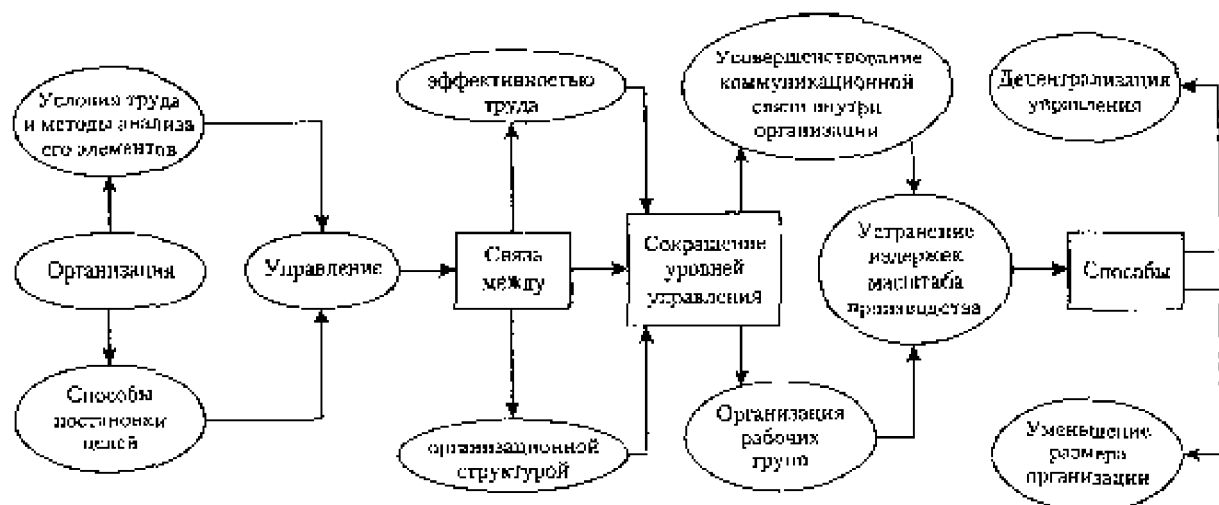 Условия труда
и методы анализа
его элементов
Организация
Способы
постановки
целей
Управление
эффективностью
труда
Связь
между
организационной
структурой
Сокращение
уровней
управления
Усовершенствование
коммуникационной
связи внутри
организации
Организация
рабочих
групп
Устранение
издержек
масштаба
производства
Способы
Децентрализация
управления
Уменьшение
размера
организации